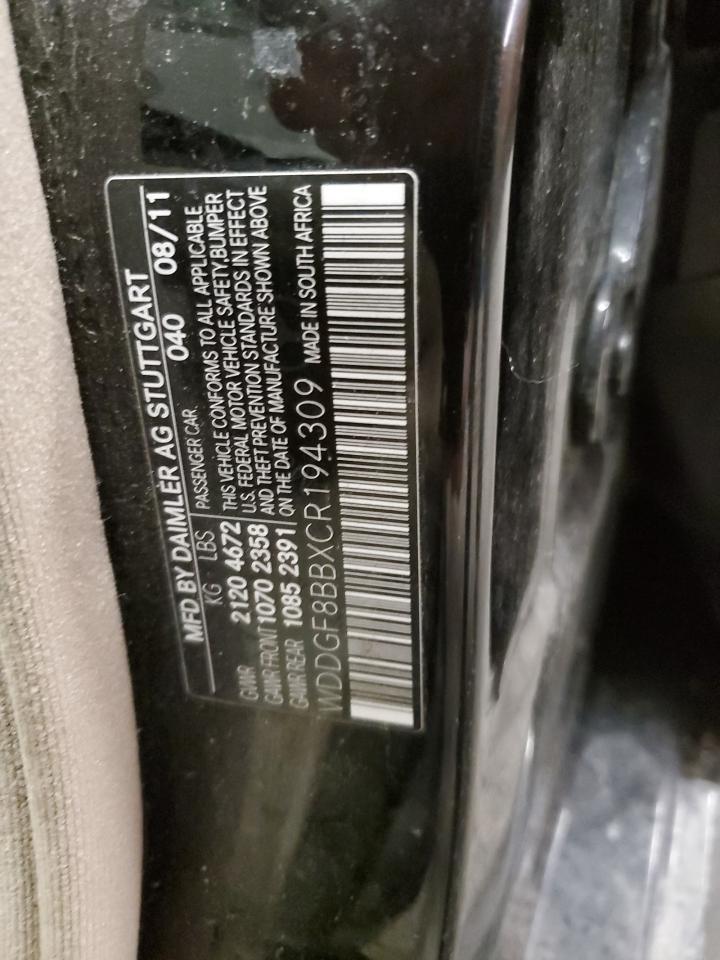 MFD BY DAIMLER AG STUTTGART
040 08/11
KG LBS PASSENGER CAR.
GVWR 2120 4672 THIS VEHICLE CONFORMS TO ALL APPLICABLE
GAWR FRONT 1070 2358 U.S. FEDERAL MOTOR VEHICLE SAFETY, BUMPER
GAWR REAR 1085 2391 AND THEFT PREVENTION STANDARDS IN EFFECT
ON THE DATE OF MANUFACTURE SHOWN ABOVE
WDDGF8BBXCR194309 MADE IN SOUTH AFRICA